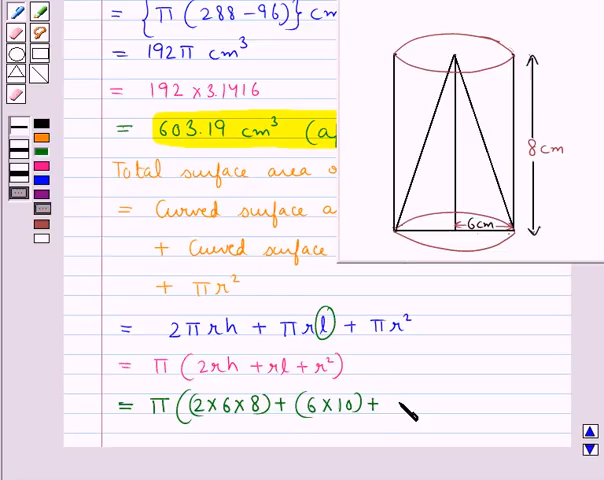 = {π (288-96)} cm
= 192π cm³
= 192 × 3.1416
= 603.19 cm³
Total surface area
= Curved surface
+ Curved surface
+ πr²
= 2πrh + πrl + πr²
= π (2rh + rl + r²)
= π ((2×6×8) + (6×10) +
8cm
6cm